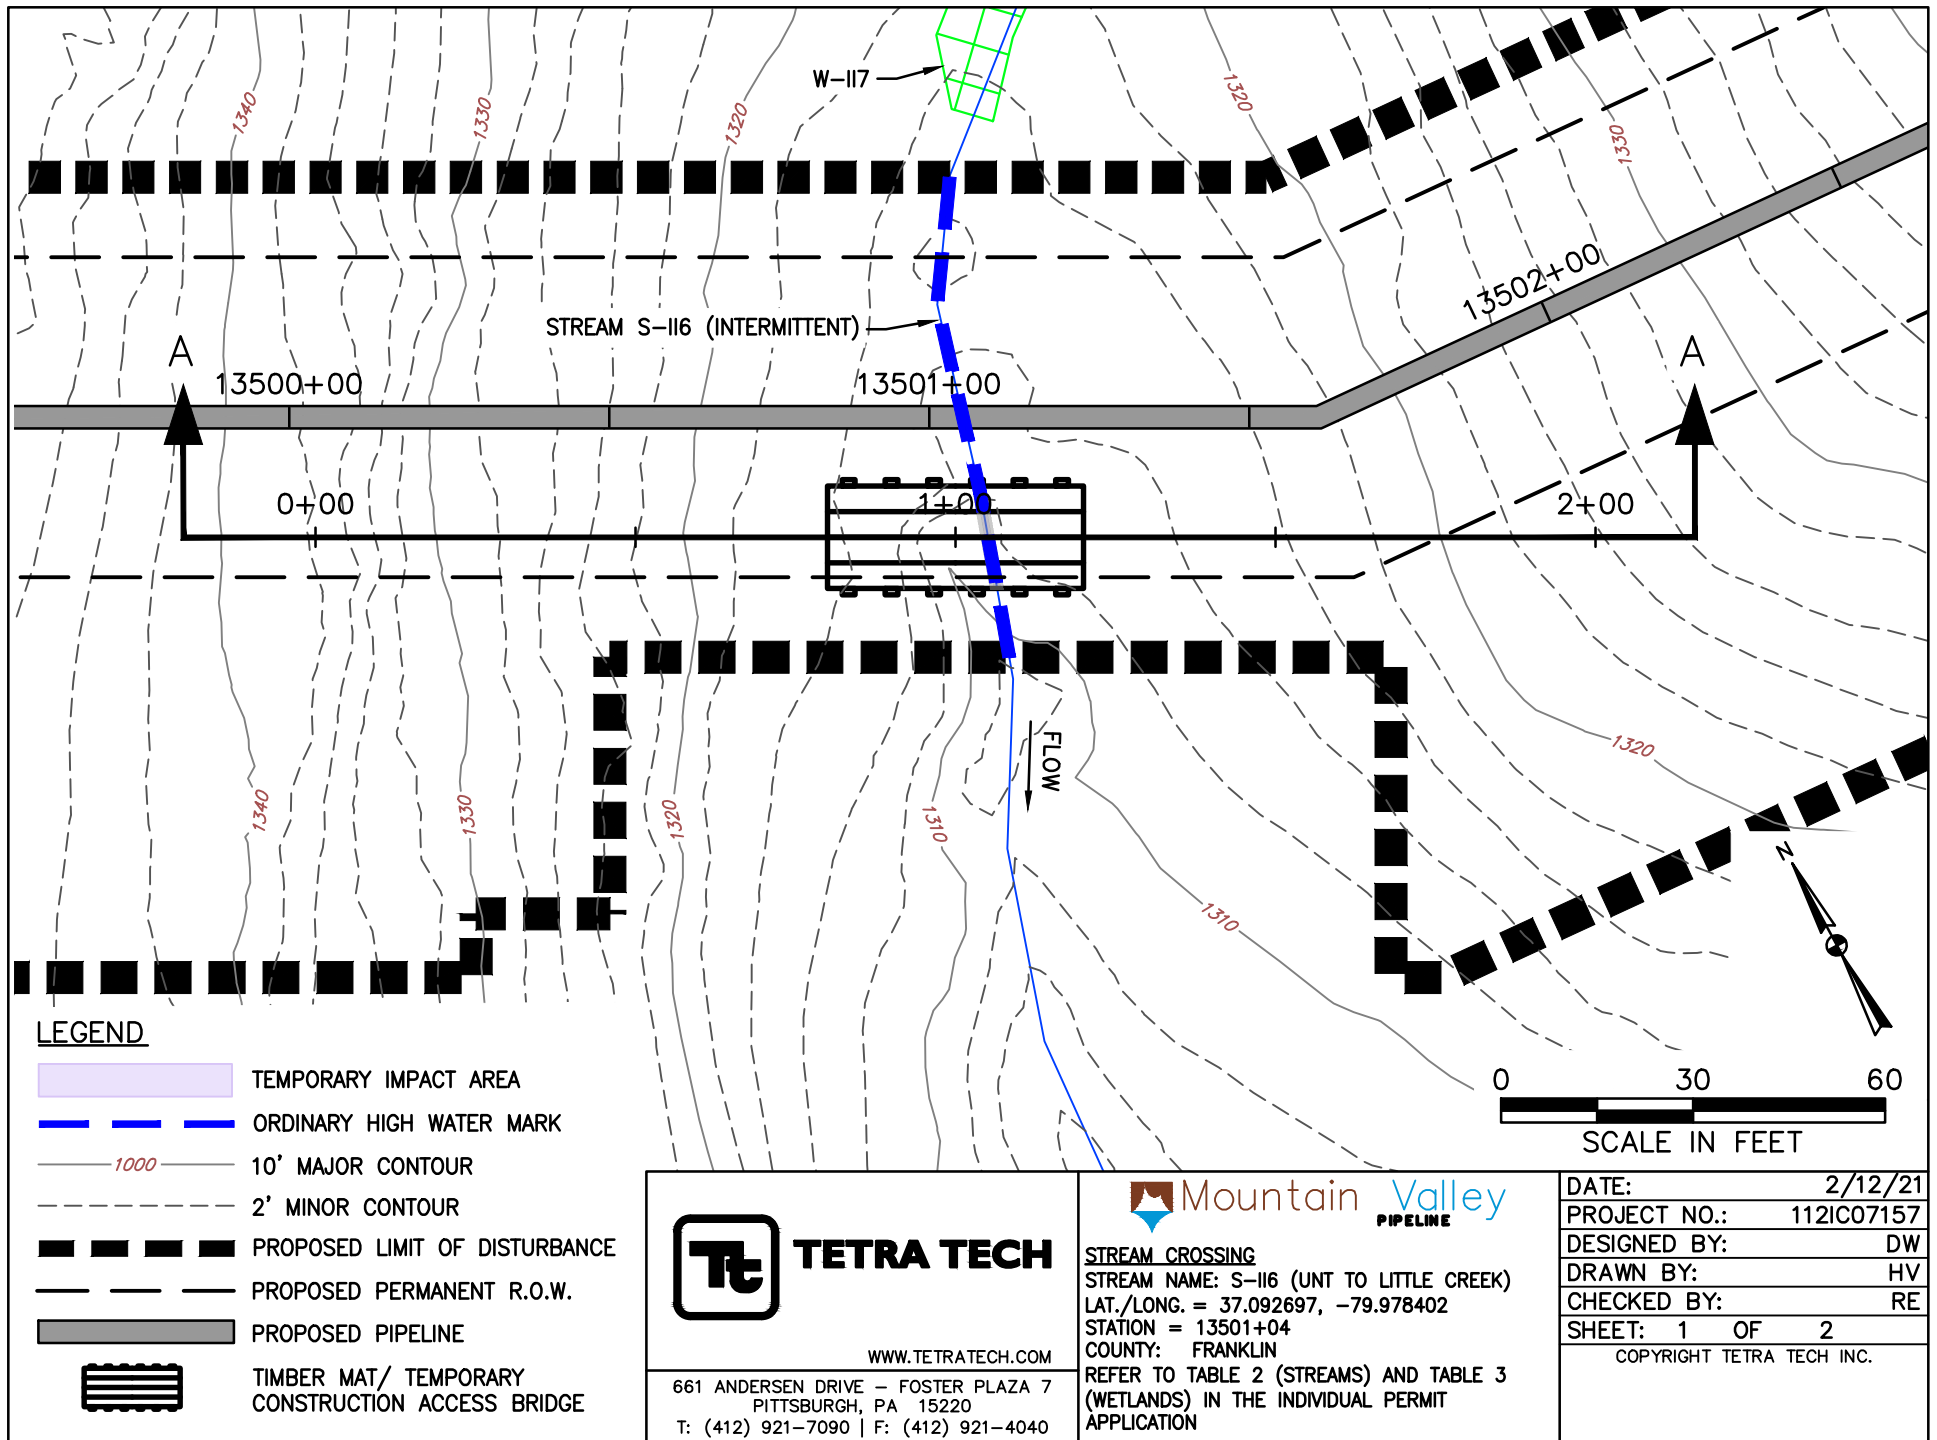 W-117
1340
1330
1320
1320
1330
13502+00
STREAM S-116 (INTERMITTENT)
A
A
13500+00
13501+00
0+00
1+00
2+00
FLOW
1320
1340
1330
1320
1310
1310
N
LEGEND
TEMPORARY IMPACT AREA
ORDINARY HIGH WATER MARK
1000
10' MAJOR CONTOUR
2' MINOR CONTOUR
PROPOSED LIMIT OF DISTURBANCE
PROPOSED PERMANENT R.O.W.
PROPOSED PIPELINE
TIMBER MAT/ TEMPORARY
CONSTRUCTION ACCESS BRIDGE
0 30 60
SCALE IN FEET
Tt TETRA TECH
WWW.TETRATECH.COM
661 ANDERSEN DRIVE – FOSTER PLAZA 7
PITTSBURGH, PA 15220
T: (412) 921-7090 | F: (412) 921-4040
Mountain Valley
PIPELINE
STREAM CROSSING
STREAM NAME: S-116 (UNT TO LITTLE CREEK)
LAT./LONG. = 37.092697, -79.978402
STATION = 13501+04
COUNTY: FRANKLIN
REFER TO TABLE 2 (STREAMS) AND TABLE 3
(WETLANDS) IN THE INDIVIDUAL PERMIT
APPLICATION
DATE: 2/12/21
PROJECT NO.: 112IC07157
DESIGNED BY: DW
DRAWN BY: HV
CHECKED BY: RE
SHEET: 1 OF 2
COPYRIGHT TETRA TECH INC.